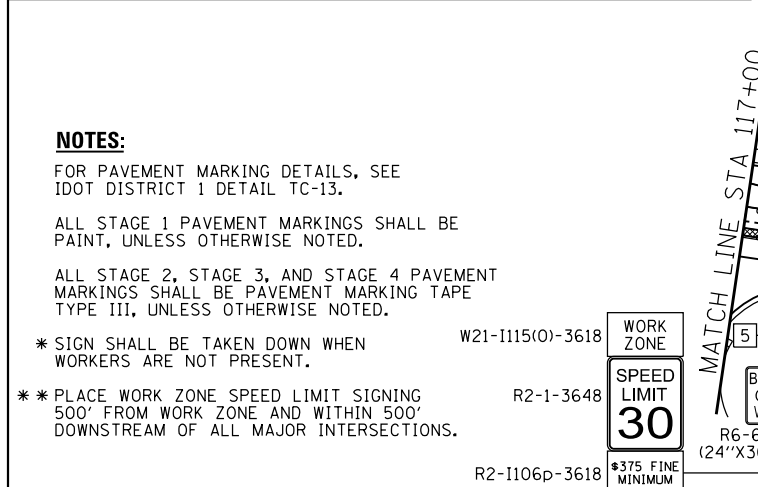 NOTES:
FOR PAVEMENT MARKING DETAILS, SEE
IDOT DISTRICT 1 DETAIL TC-13.
ALL STAGE 1 PAVEMENT MARKINGS SHALL BE
PAINT, UNLESS OTHERWISE NOTED.
ALL STAGE 2, STAGE 3, AND STAGE 4 PAVEMENT
MARKINGS SHALL BE PAVEMENT MARKING TAPE
TYPE III, UNLESS OTHERWISE NOTED.
* SIGN SHALL BE TAKEN DOWN WHEN
WORKERS ARE NOT PRESENT.
** PLACE WORK ZONE SPEED LIMIT SIGNING
500' FROM WORK ZONE AND WITHIN 500'
DOWNSTREAM OF ALL MAJOR INTERSECTIONS.
W21-I115(O)-3618
WORK
ZONE
R2-1-3648
SPEED
LIMIT
30
R2-I106p-3618
$375 FINE
MINIMUM
MATCH LINE STA 117+00
5
R6-6